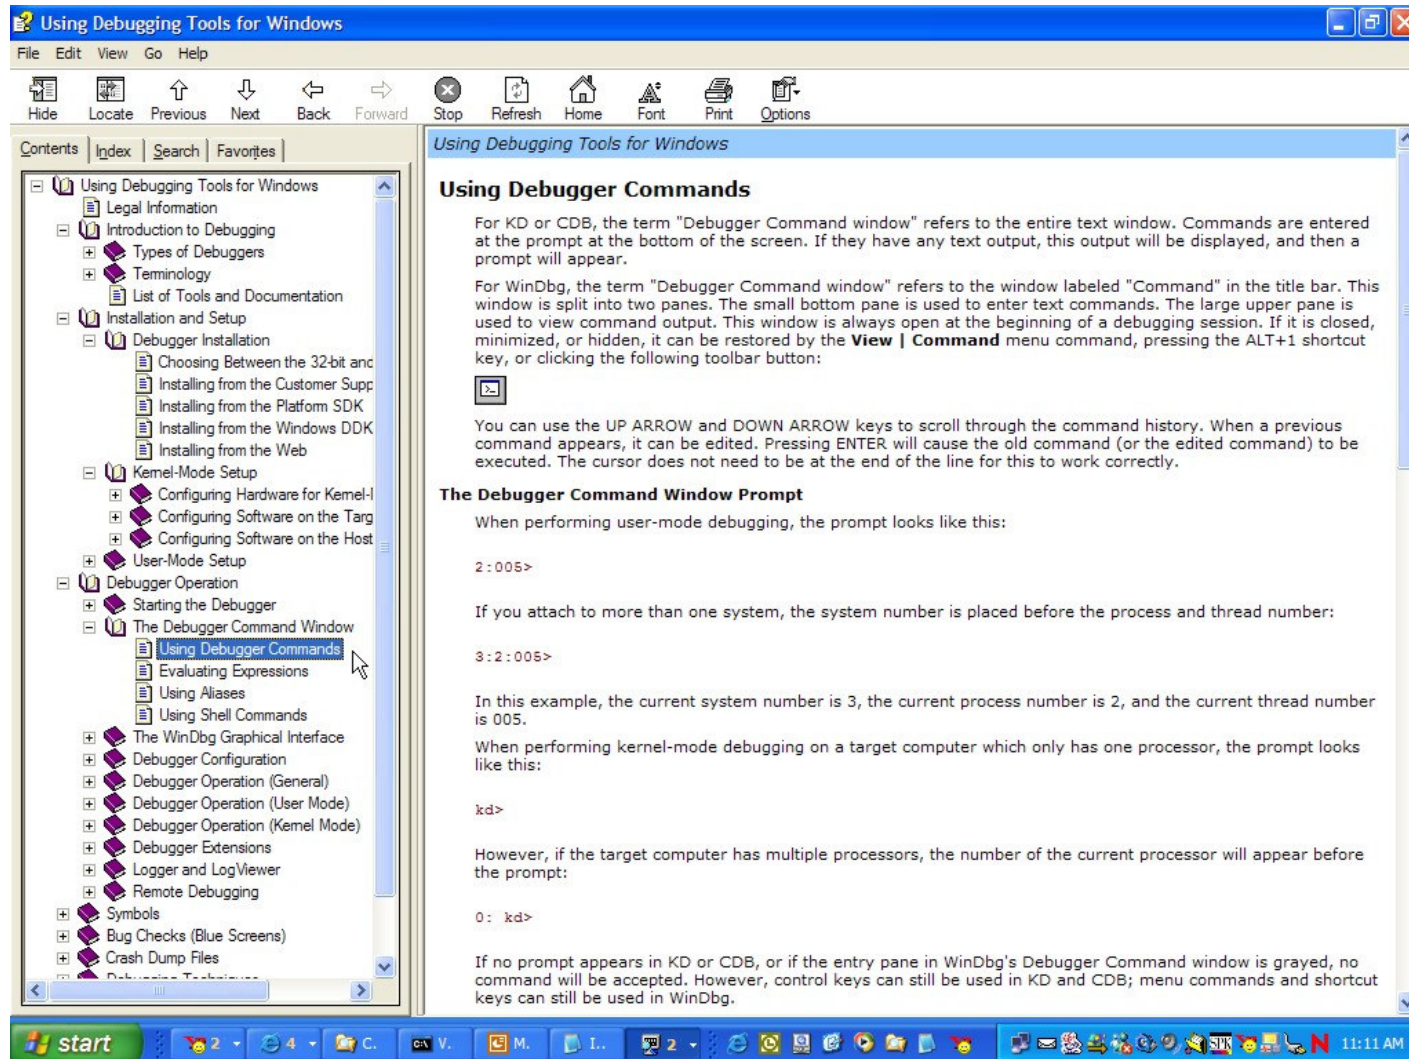 Using Debugging Tools for Windows
File Edit View Go Help
Hide Locate Previous Next Back Forward Stop Refresh Home Font Print Options
Contents Index Search Favorites
Using Debugging Tools for Windows
Legal Information
Introduction to Debugging
Types of Debuggers
Terminology
List of Tools and Documentation
Installation and Setup
Debugger Installation
Choosing Between the 32-bit and
Installing from the Customer Supp
Installing from the Platform SDK
Installing from the Windows DDK
Installing from the Web
Kernel-Mode Setup
Configuring Hardware for Kernel-
Configuring Software on the Targ
Configuring Software on the Host
User-Mode Setup
Debugger Operation
Starting the Debugger
The Debugger Command Window
Using Debugger Commands
Evaluating Expressions
Using Aliases
Using Shell Commands
The WinDbg Graphical Interface
Debugger Configuration
Debugger Operation (General)
Debugger Operation (User Mode)
Debugger Operation (Kernel Mode)
Debugger Extensions
Logger and LogViewer
Remote Debugging
Symbols
Bug Checks (Blue Screens)
Crash Dump Files
Using Debugging Tools for Windows
Using Debugger Commands
For KD or CDB, the term "Debugger Command window" refers to the entire text window. Commands are entered
at the prompt at the bottom of the screen. If they have any text output, this output will be displayed, and then a
prompt will appear.
For WinDbg, the term "Debugger Command window" refers to the window labeled "Command" in the title bar. This
window is split into two panes. The small bottom pane is used to enter text commands. The large upper pane is
used to view command output. This window is always open at the beginning of a debugging session. If it is closed,
minimized, or hidden, it can be restored by the View | Command menu command, pressing the ALT+1 shortcut
key, or clicking the following toolbar button:
You can use the UP ARROW and DOWN ARROW keys to scroll through the command history. When a previous
command appears, it can be edited. Pressing ENTER will cause the old command (or the edited command) to be
executed. The cursor does not need to be at the end of the line for this to work correctly.
The Debugger Command Window Prompt
When performing user-mode debugging, the prompt looks like this:
2:005>
If you attach to more than one system, the system number is placed before the process and thread number:
3:2:005>
In this example, the current system number is 3, the current process number is 2, and the current thread number
is 005.
When performing kernel-mode debugging on a target computer which only has one processor, the prompt looks
like this:
kd>
However, if the target computer has multiple processors, the number of the current processor will appear before
the prompt:
0: kd>
If no prompt appears in KD or CDB, or if the entry pane in WinDbg's Debugger Command window is grayed, no
command will be accepted. However, control keys can still be used in KD and CDB; menu commands and shortcut
keys can still be used in WinDbg.
start 2 4 C. V. M. I.. 2 11:11 AM